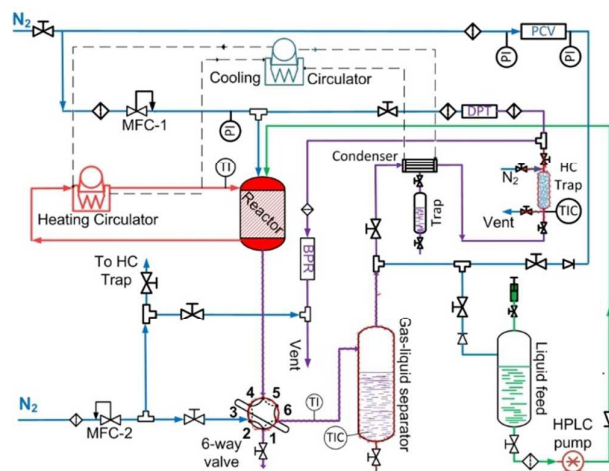 N2
PCV
PI
PI
Cooling Circulator
MFC-1
PI
DPT
Condenser
N2
HC
Trap
TI
Heating Circulator
Reactor
Trap
Vent
TIC
To HC
Trap
BPR
Vent
Gas-liquid separator
Liquid feed
N2
MFC-2
4
5
3
6
2
1
TI
TIC
6-way
valve
HPLC
pump